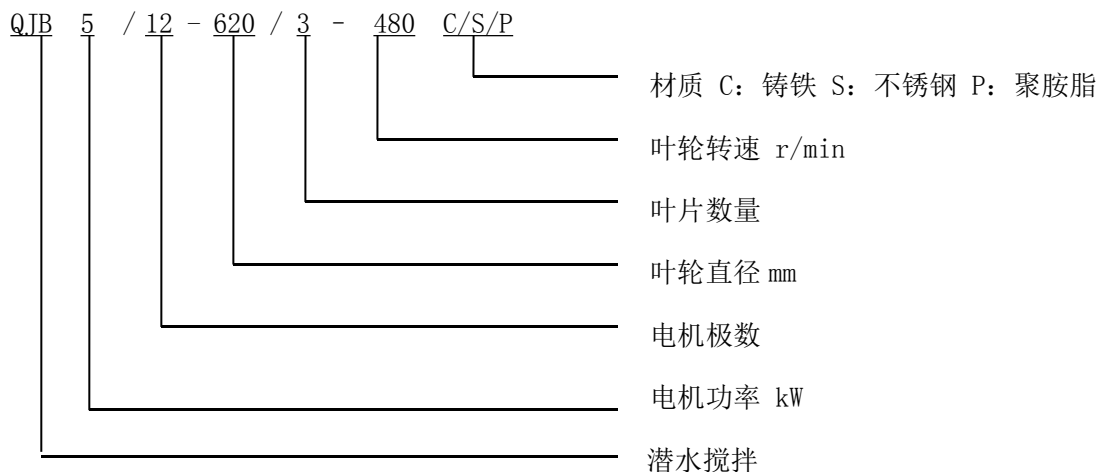 QJB 5 / 12 - 620 / 3 - 480 C/S/P
材质 C: 铸铁 S: 不锈钢 P: 聚胺脂
叶轮转速 r/min
叶片数量
叶轮直径 mm
电机极数
电机功率 kW
潜水搅拌